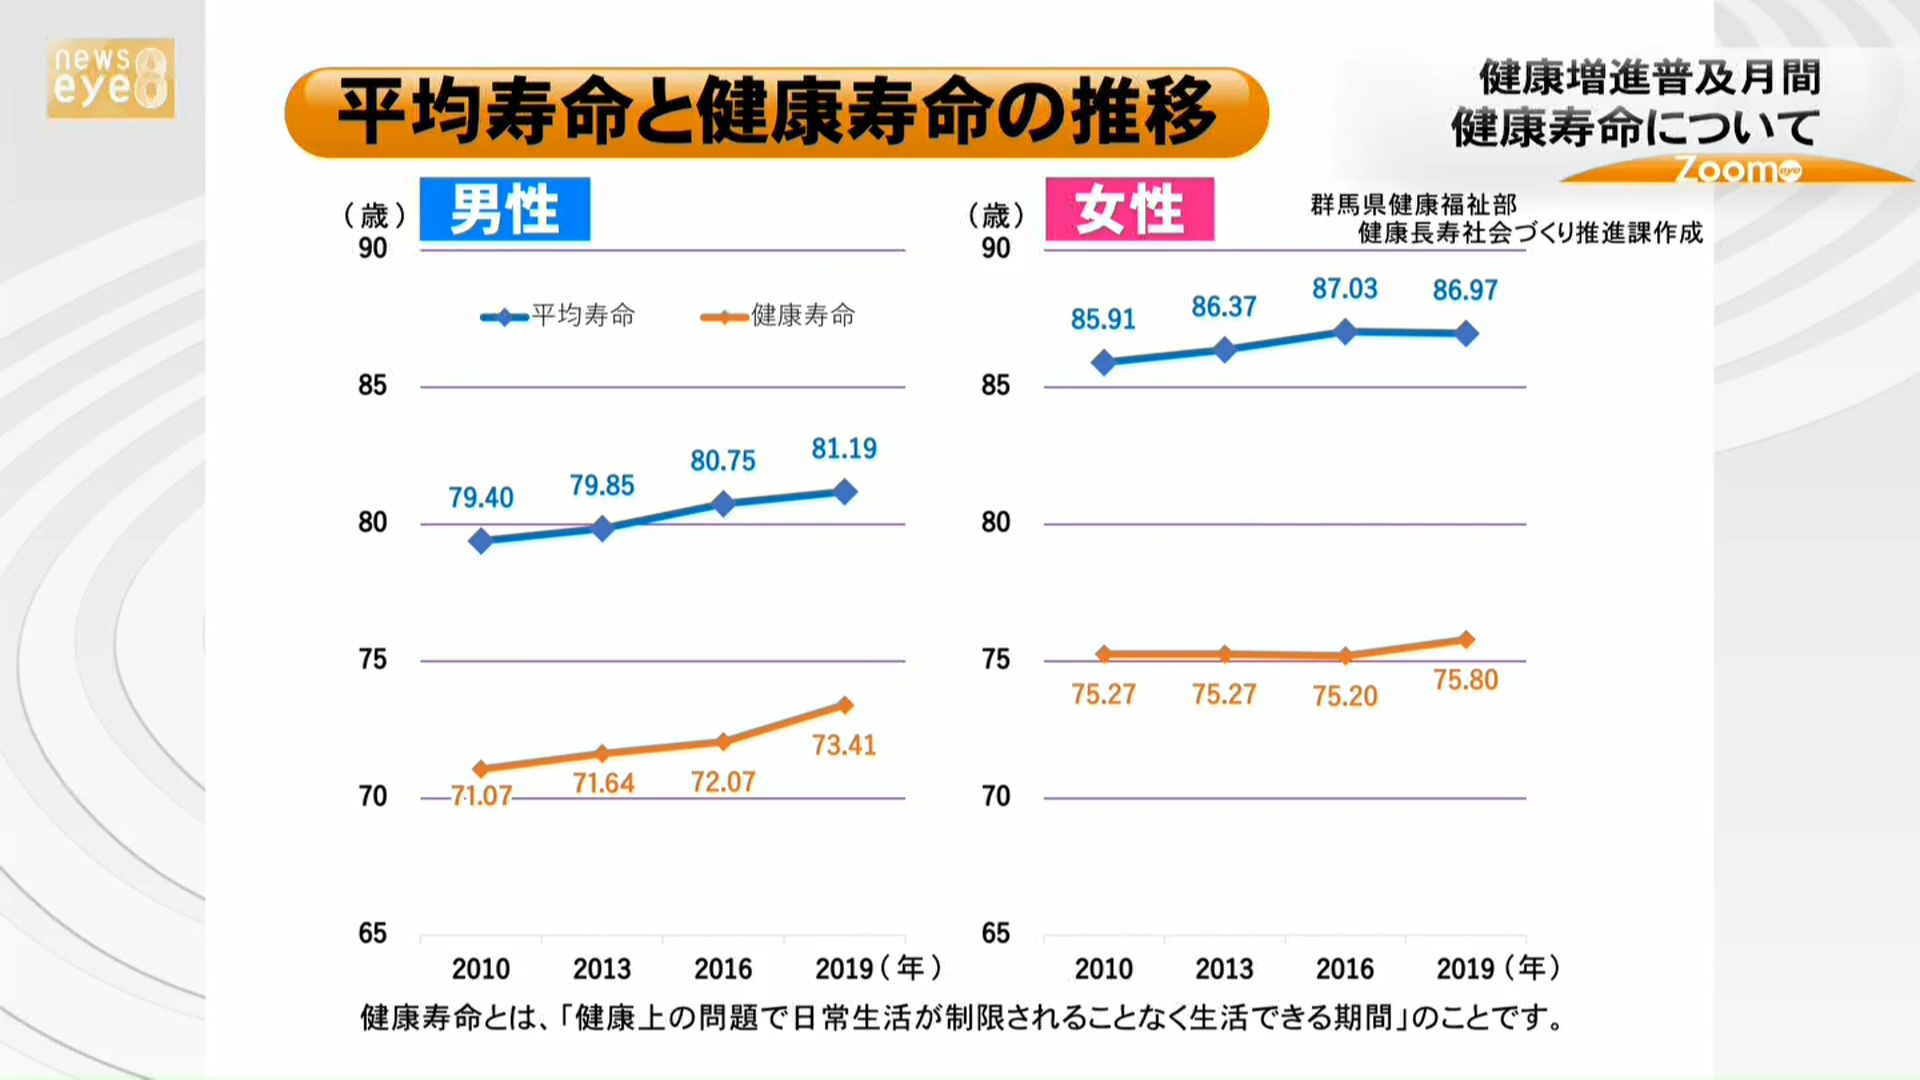 news
eye8
平均寿命と健康寿命の推移
健康増進普及月間
健康寿命について
Zoom eye
群馬県健康福祉部
健康長寿社会づくり推進課作成
(歳) 男性
90
85
80
75
70
65
平均寿命 健康寿命
79.40 79.85 80.75 81.19
71.07 71.64 72.07 73.41
2010 2013 2016 2019(年)
(歳) 女性
90
85
80
75
70
65
85.91 86.37 87.03 86.97
75.27 75.27 75.20 75.80
2010 2013 2016 2019(年)
健康寿命とは、「健康上の問題で日常生活が制限されることなく生活できる期間」のことです。